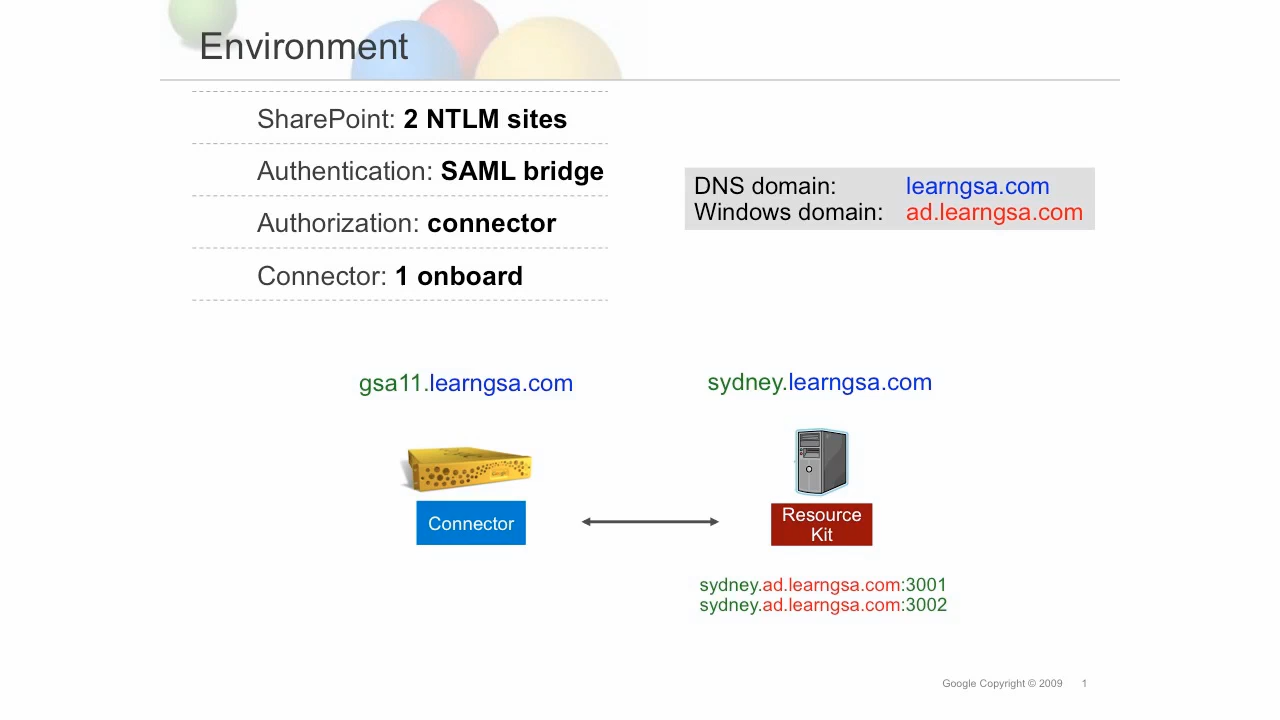 Environment
SharePoint: 2 NTLM sites
Authentication: SAML bridge
Authorization: connector
Connector: 1 onboard
DNS domain: learngsa.com
Windows domain: ad.learngsa.com
gsa11.learngsa.com
sydney.learngsa.com
Google
Connector
Resource
Kit
sydney.ad.learngsa.com:3001
sydney.ad.learngsa.com:3002
Google Copyright © 2009 1